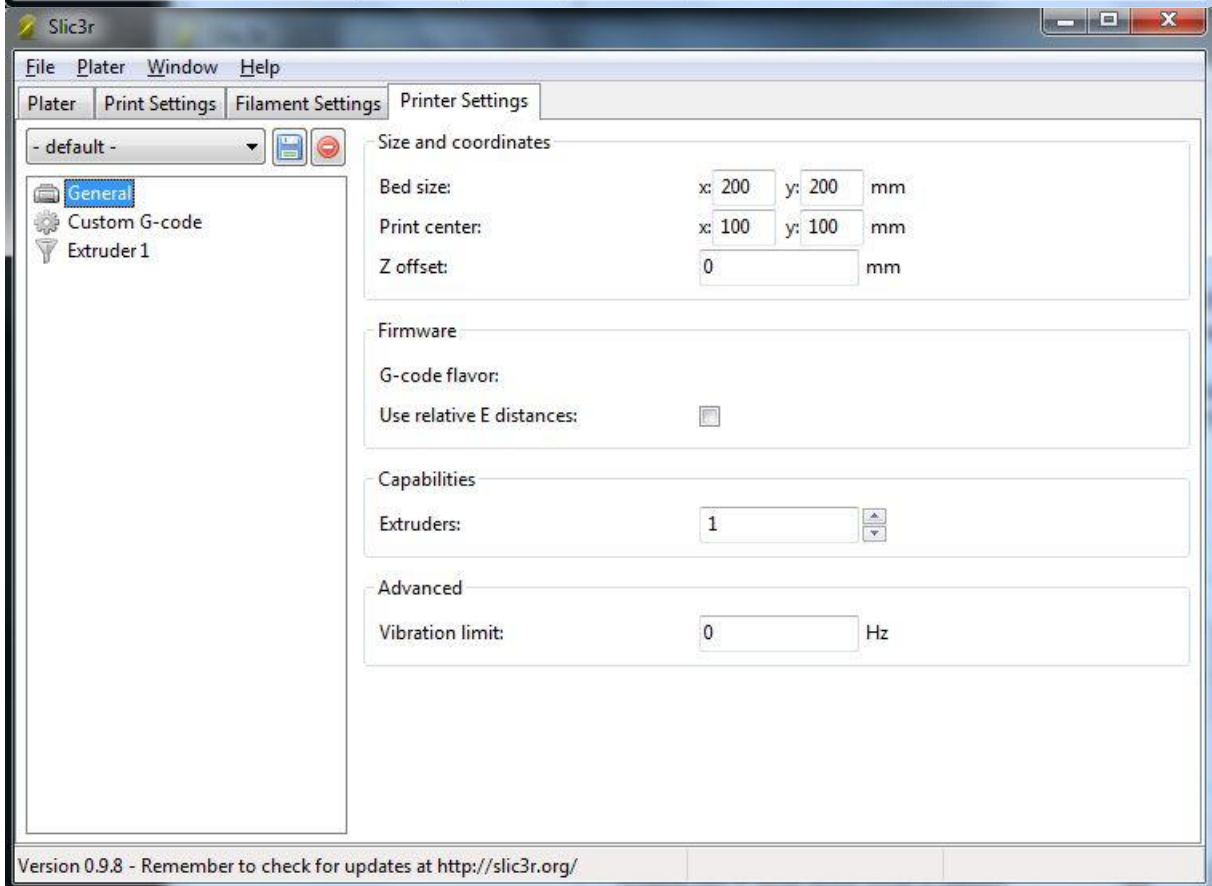 Slic3r
File Plater Window Help
Plater Print Settings Filament Settings Printer Settings
- default -
General
Custom G-code
Extruder 1
Size and coordinates
Bed size: x: 200 y: 200 mm
Print center: x: 100 y: 100 mm
Z offset: 0 mm
Firmware
G-code flavor:
Use relative E distances:
Capabilities
Extruders: 1
Advanced
Vibration limit: 0 Hz
Version 0.9.8 - Remember to check for updates at http://slic3r.org/